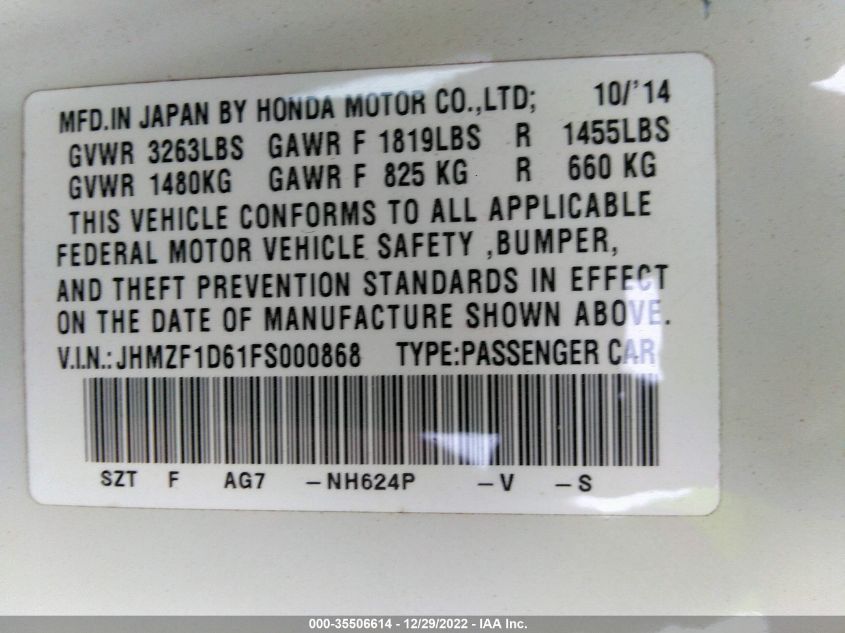 MFD.IN JAPAN BY HONDA MOTOR CO.,LTD; 10/'14
GVWR 3263LBS GAWR F 1819LBS R 1455LBS
GVWR 1480KG GAWR F 825 KG R 660 KG
THIS VEHICLE CONFORMS TO ALL APPLICABLE
FEDERAL MOTOR VEHICLE SAFETY ,BUMPER,
AND THEFT PREVENTION STANDARDS IN EFFECT
ON THE DATE OF MANUFACTURE SHOWN ABOVE.
V.I.N.:JHMZF1D61FS000868 TYPE:PASSENGER CAR
SZT F AG7 -NH624P -V -S
000-35506614 - 12/29/2022 - IAA Inc.